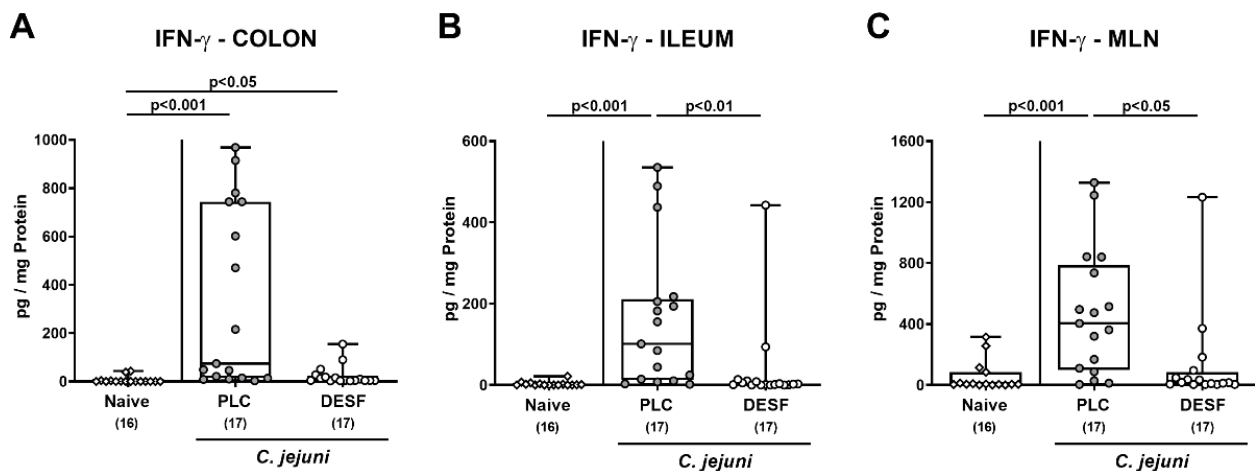 A
IFN-γ - COLON
p<0.05
p<0.001
pg / mg Protein
1000
800
600
400
200
0
Naive
(16)
PLC
(17)
DESF
(17)
C. jejuni
B
IFN-γ - ILEUM
p<0.001
p<0.01
pg / mg Protein
600
400
200
0
Naive
(16)
PLC
(17)
DESF
(17)
C. jejuni
C
IFN-γ - MLN
p<0.001
p<0.05
pg / mg Protein
1600
1200
800
400
0
Naive
(16)
PLC
(17)
DESF
(17)
C. jejuni